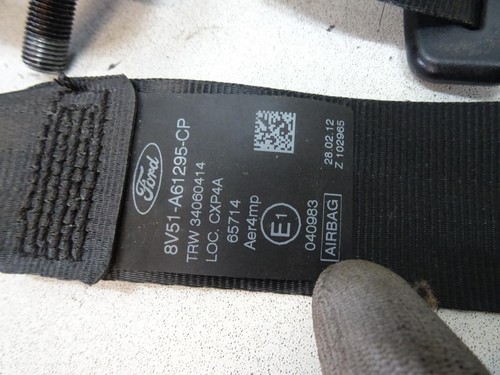 Ford
8V51-A61295-CP
TRW 34060414
LOC. CXP4A
65714
Aer4mp
E1
040983
AIRBAG
28.02.12
Z 102965